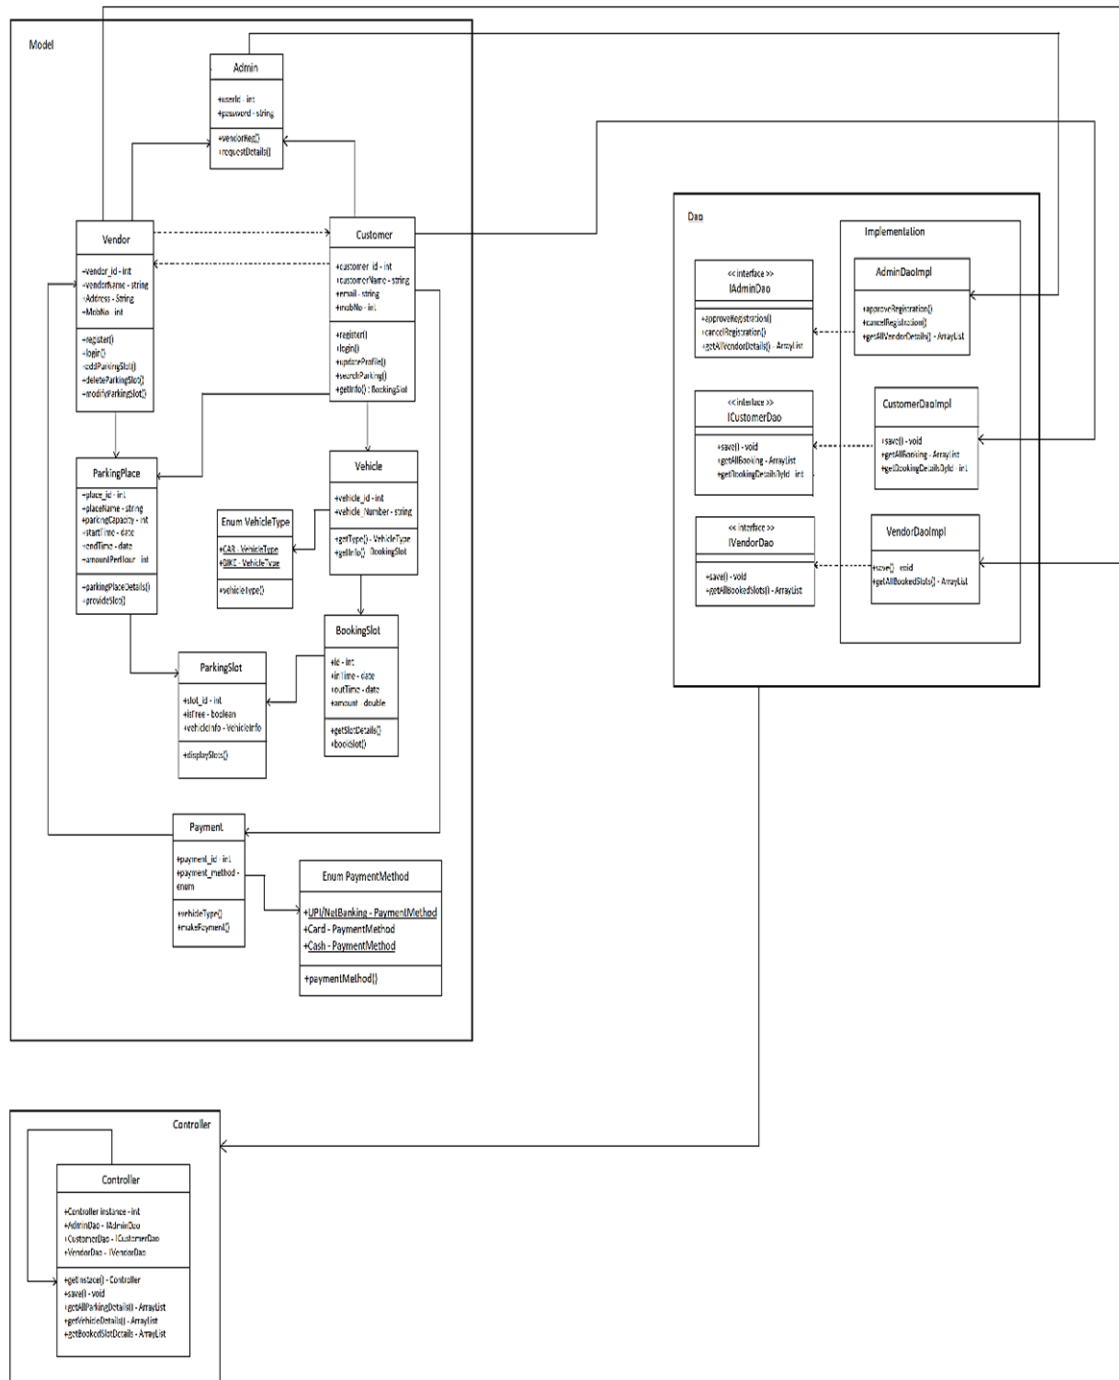 Model
Admin
+userId - int
+password - string
+vendorReg()
+requestDetails()
Vendor
+vendor_id - int
+vendorName - string
+Address - String
+MobNo - int
+register()
+login()
+addParkingSlot()
+deleteParkingSlot()
+modifyParkingSlot()
Customer
+customer_id - int
+customerName - string
+email - string
+mobNo - int
+register()
+login()
+updateProfile()
+searchParking()
+getInfo() : BookingSlot
ParkingPlace
+place_id - int
+placeName - string
+parkingCapacity - int
+startTime - date
+endTime - date
+amountPerHour - int
+parkingPlaceDetails()
+provideSlot()
Enum VehicleType
+CAR - VehicleType
+BIKE - VehicleType
+vehicleType()
Vehicle
+vehicle_id - int
+vehicle_Number - string
+getType() - VehicleType
+getInfo() - BookingSlot
ParkingSlot
+slot_id - int
+isFree - boolean
+vehicleInfo - VehicleInfo
+displaySlots()
BookingSlot
+id - int
+inTime - date
+outTime - date
+amount - double
+getSlotDetails()
+bookSlot()
Payment
+payment_id - int
+payment_method -
enum
+vehicleType()
+makePayment()
Enum PaymentMethod
+UPI/NetBanking - PaymentMethod
+Card - PaymentMethod
+Cash - PaymentMethod
+paymentMethod()
Dao
Implementation
<< interface >>
IAdminDao
+approveRegistration()
+cancelRegistration()
+getAllVendorDetails() - ArrayList
AdminDaoImpl
+approveRegistration()
+cancelRegistration()
+getAllVendorDetails() - ArrayList
<< interface >>
ICustomerDao
+save() - void
+getAllBooking - ArrayList
+getBookingDetailsById - int
CustomerDaoImpl
+save() - void
+getAllBooking - ArrayList
+getBookingDetailsById - int
<< interface >>
IVendorDao
+save() - void
+getAllBookedSlots() - ArrayList
VendorDaoImpl
+save() - void
+getAllBookedSlots() - ArrayList
Controller
Controller
+Controller instance - int
+AdminDao - IAdminDao
+CustomerDao - ICustomerDao
+VendorDao - IVendorDao
+getInstace() - Controller
+save() - void
+getAllParkingDetails() - ArrayList
+getVehicleDetails() - ArrayList
+getBookedSlotDetails - ArrayList